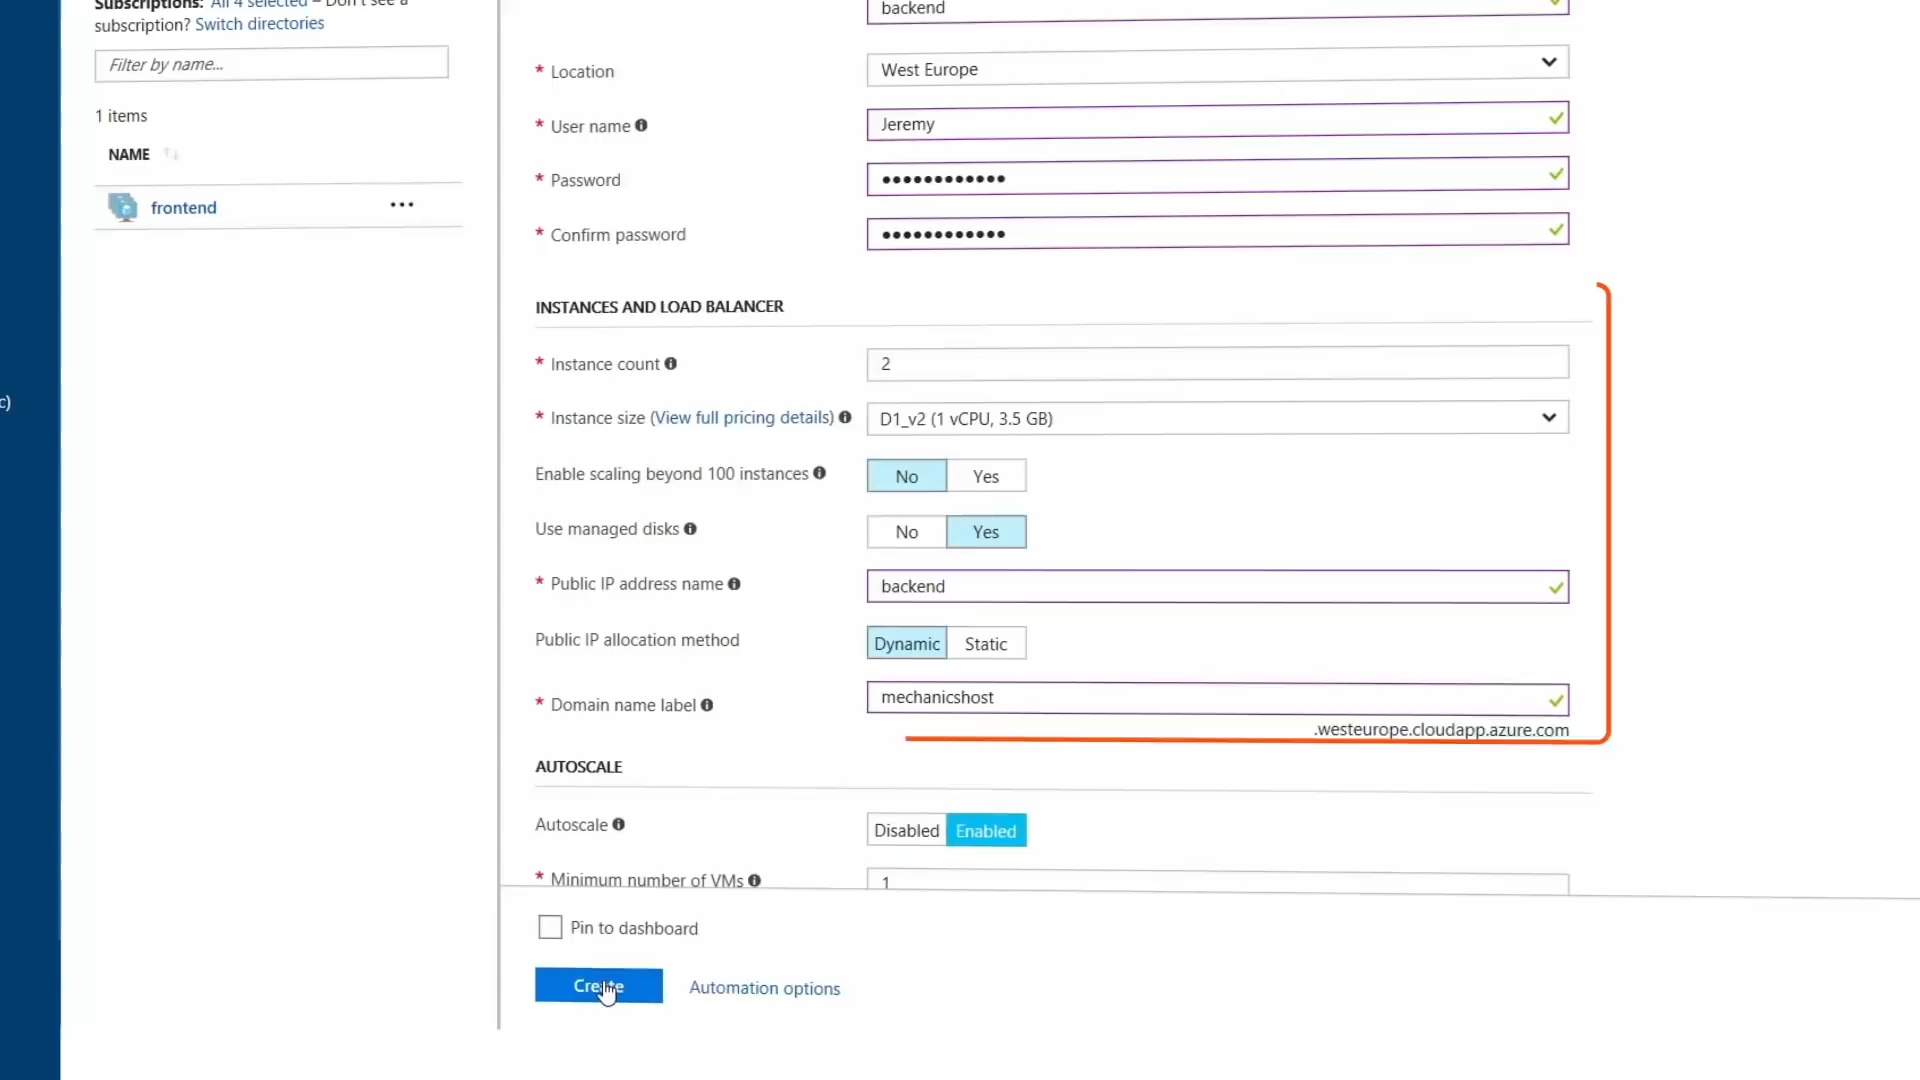 Subscriptions: All 4 selected – Don't see a
subscription? Switch directories
Filter by name...
1 items
NAME
frontend
c)
backend
* Location
West Europe
* User name
Jeremy
* Password
••••••••••••
* Confirm password
••••••••••••
INSTANCES AND LOAD BALANCER
* Instance count
2
* Instance size (View full pricing details)
D1_v2 (1 vCPU, 3.5 GB)
Enable scaling beyond 100 instances
No Yes
Use managed disks
No Yes
* Public IP address name
backend
Public IP allocation method
Dynamic Static
* Domain name label
mechanicshost
.westeurope.cloudapp.azure.com
AUTOSCALE
Autoscale
Disabled Enabled
* Minimum number of VMs
1
Pin to dashboard
Create
Automation options